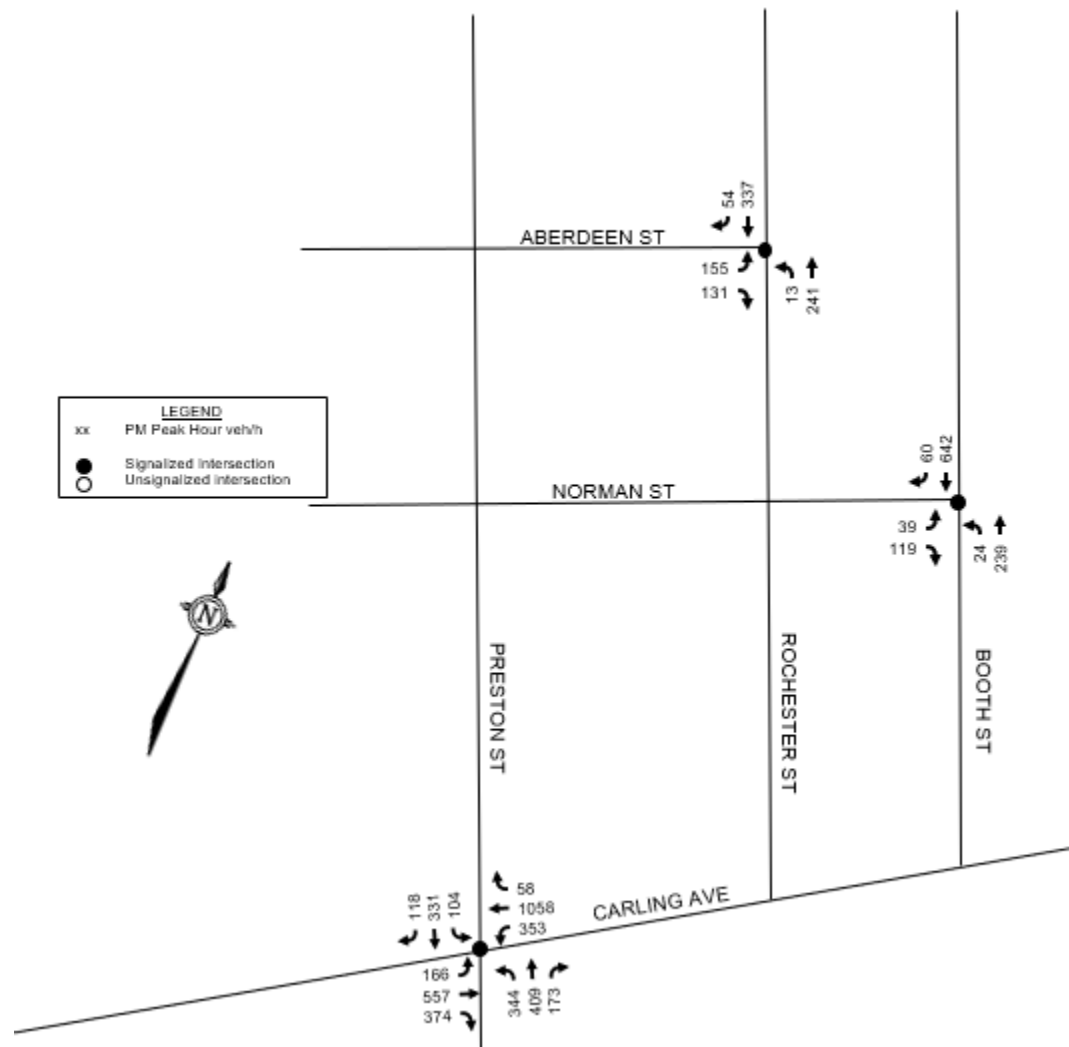 54
337
ABERDEEN ST
155
131
13
241
LEGEND
xx PM Peak Hour veh/h
Signalized Intersection
Unsignalized Intersection
60
642
NORMAN ST
39
119
24
239
N
PRESTON ST
ROCHESTER ST
BOOTH ST
118
331
104
58
1058
353
CARLING AVE
166
557
374
344
409
173